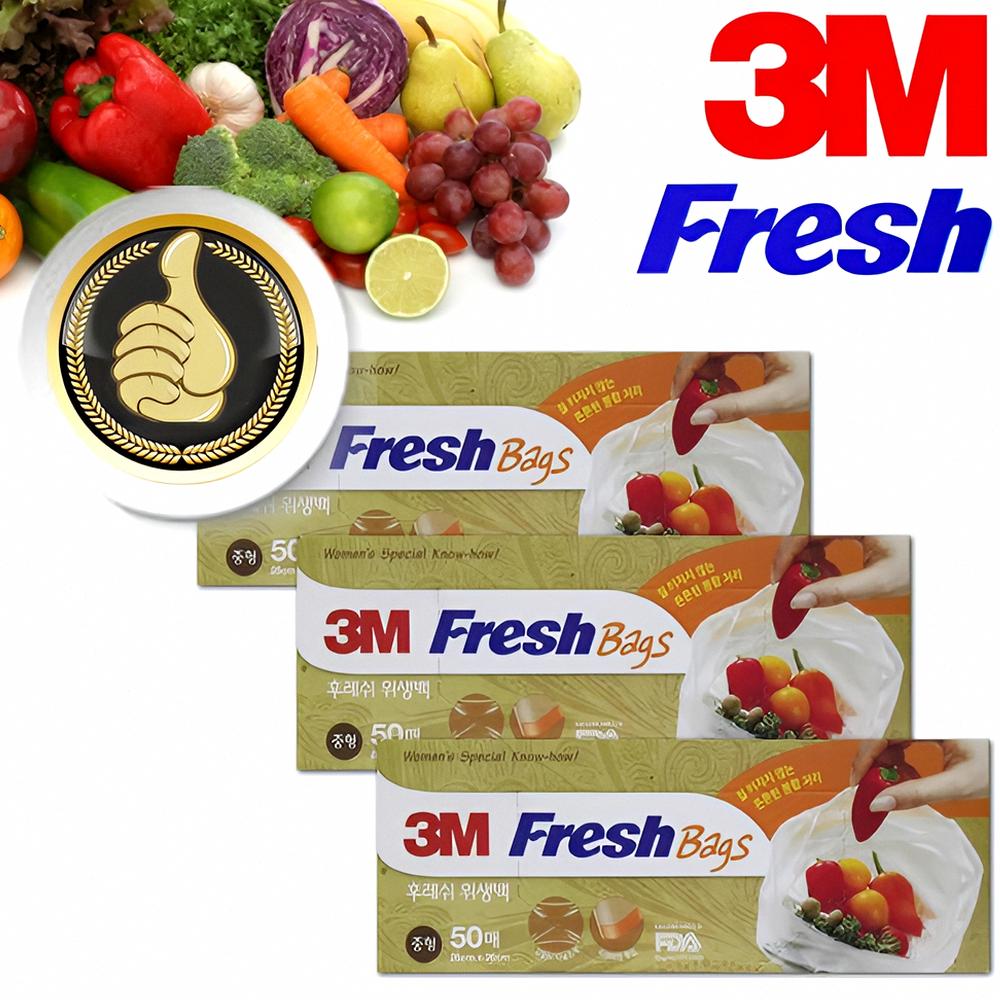 3M
Fresh
Fresh Bags
중형
Women's Special Know-how!
3M Fresh Bags
후레쉬 위생백
중형 50
Women's Special Know-how!
3M Fresh Bags
후레쉬 위생백
중형 50매
FDA